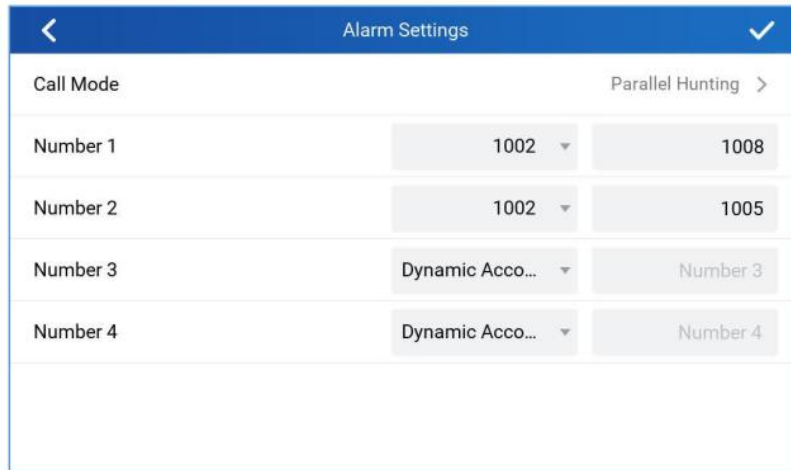 Alarm Settings
Call Mode Parallel Hunting
Number 1 1002 1008
Number 2 1002 1005
Number 3 Dynamic Acco... Number 3
Number 4 Dynamic Acco... Number 4